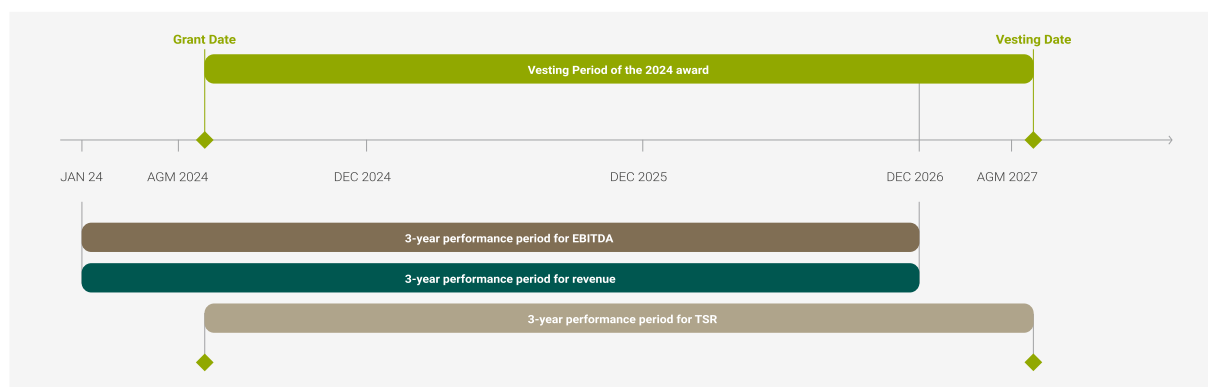 Grant Date
Vesting Date
Vesting Period of the 2024 award
JAN 24
AGM 2024
DEC 2024
DEC 2025
DEC 2026
AGM 2027
3-year performance period for EBITDA
3-year performance period for revenue
3-year performance period for TSR